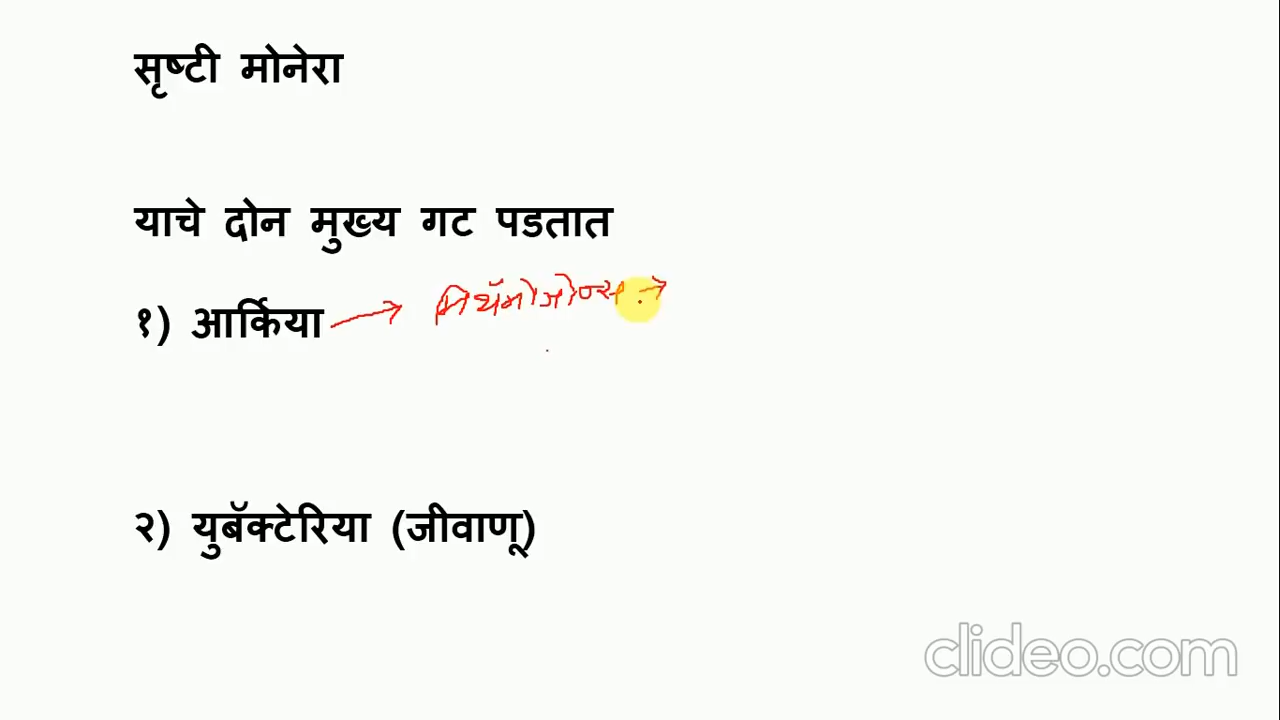 सृष्टी मोनेरा
याचे दोन मुख्य गट पडतात
१) आर्किया → मिथॅनोजेन्स →
२) युबॅक्टेरिया (जीवाणू)
clideo.com